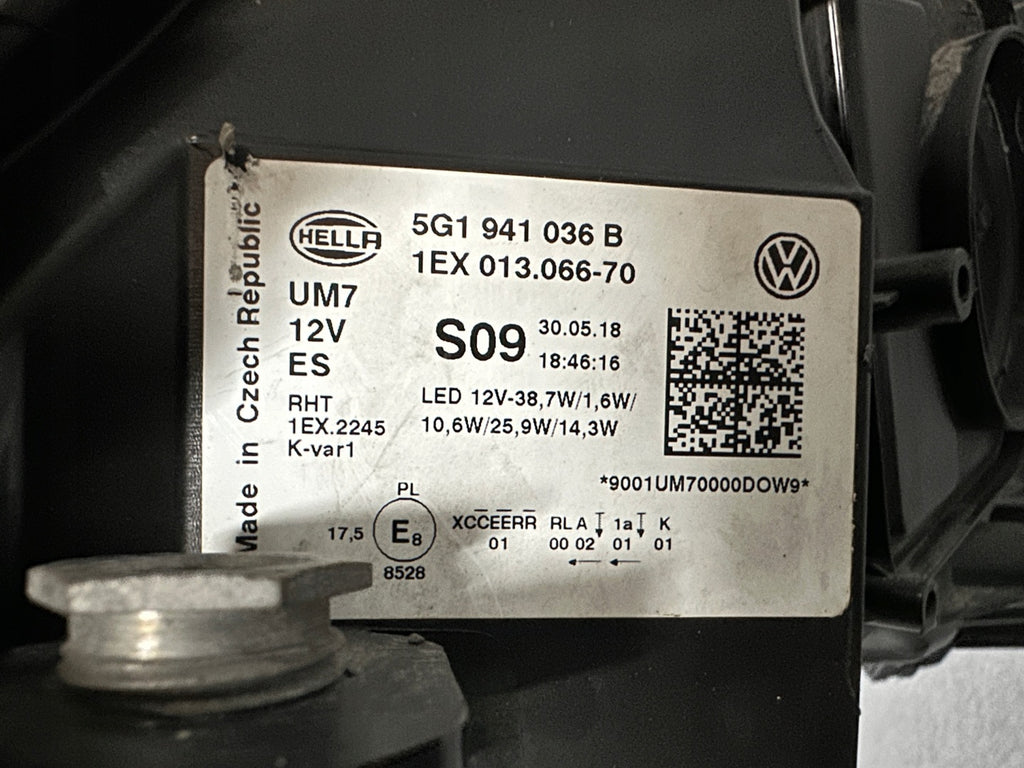 Made in Czech Republic
HELLA
5G1 941 036 B
1EX 013.066-70
UM7
12V
ES
S09
30.05.18
18:46:16
RHT
1EX.2245
K-var1
LED 12V-38,7W/1,6W/
10,6W/25,9W/14,3W
*9001UM70000DOW9*
PL
17,5 E8 XCCEERR RL A 1a K
01 00 02 01 01
8528